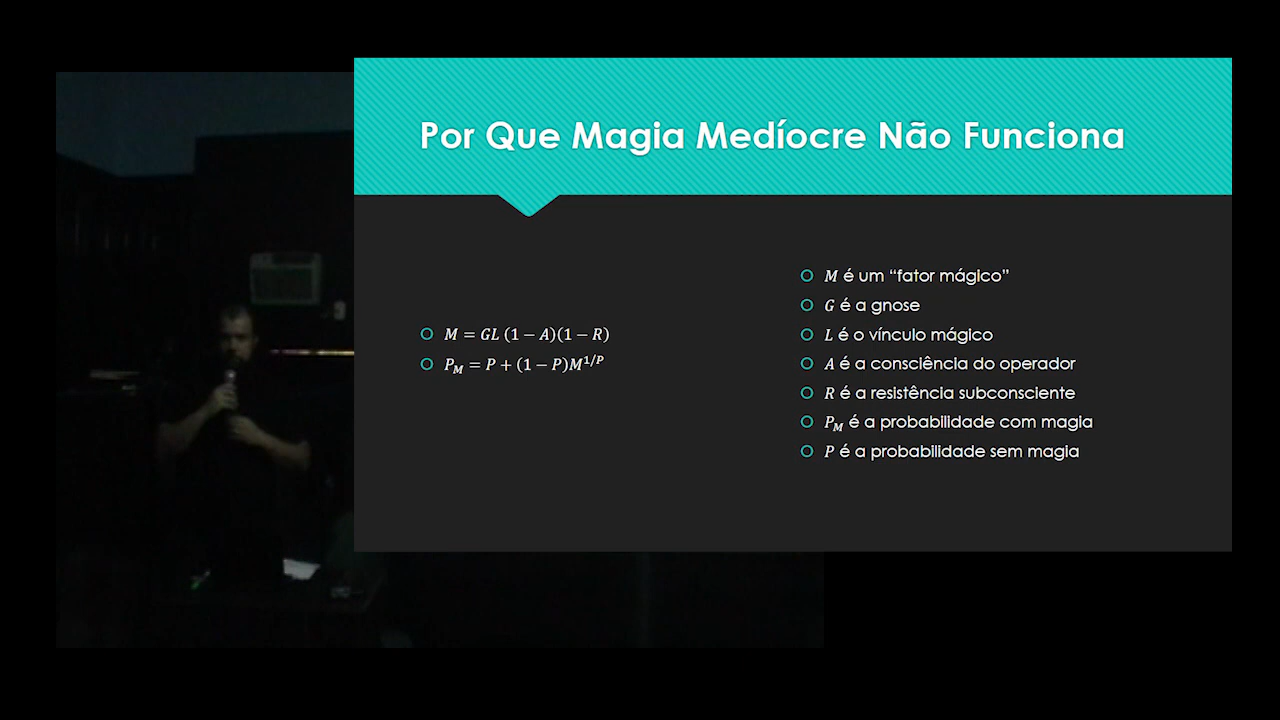 Por Que Magia Medíocre Não Funciona
M = GL (1 − A)(1 − R)
P_M = P + (1 − P)M^{1/P}
M é um “fator mágico”
G é a gnose
L é o vínculo mágico
A é a consciência do operador
R é a resistência subconsciente
P_M é a probabilidade com magia
P é a probabilidade sem magia